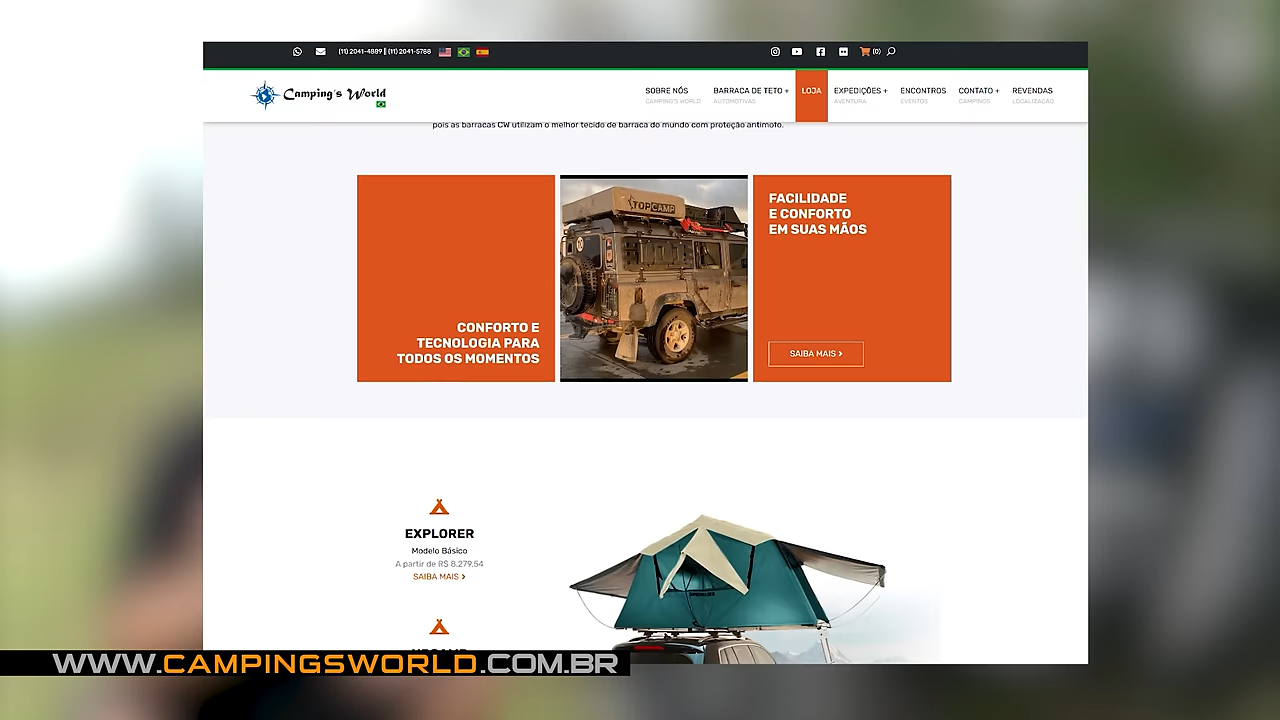 (11) 2041-4889 | (11) 2041-5788
(0)
Camping's World
SOBRE NÓS
CAMPING'S WORLD
BARRACA DE TETO +
AUTOMOTIVAS
LOJA
EXPEDIÇÕES +
AVENTURA
ENCONTROS
EVENTOS
CONTATO +
CAMPINGS
REVENDAS
LOCALIZAÇÃO
pois as barracas CW utilizam o melhor tecido de barraca do mundo com proteção antimofo.
CONFORTO E
TECNOLOGIA PARA
TODOS OS MOMENTOS
TOPCAMP
FACILIDADE
E CONFORTO
EM SUAS MÃOS
SAIBA MAIS
EXPLORER
Modelo Básico
A partir de R$ 8.279,54
SAIBA MAIS
WWW.CAMPINGSWORLD.COM.BR